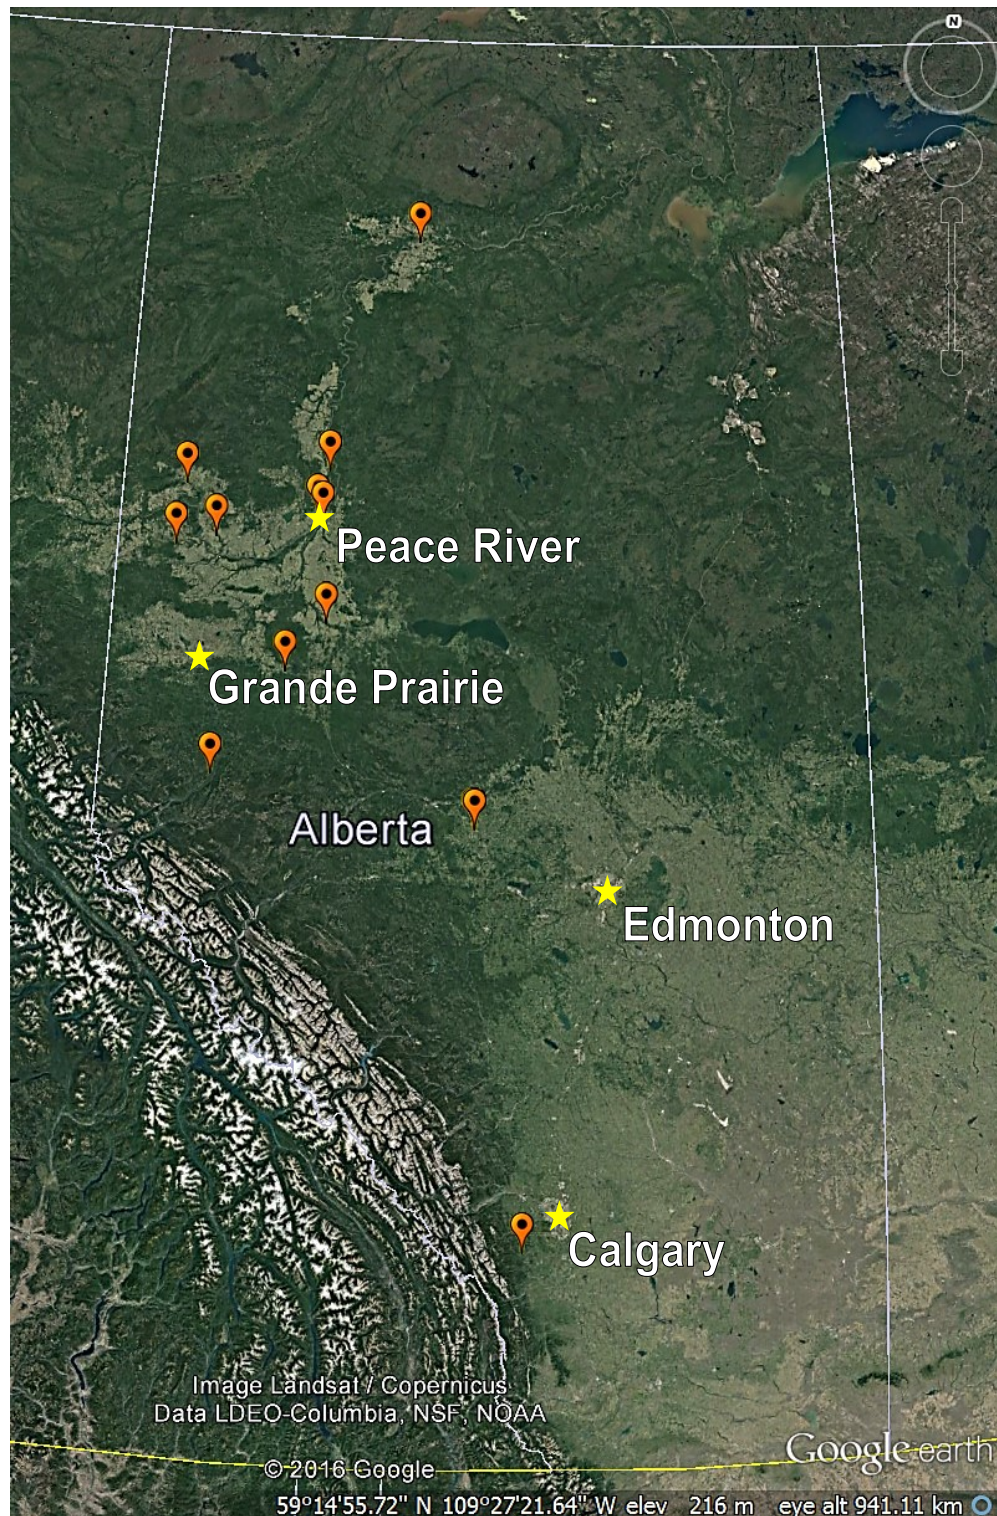 N
Peace River
Grande Prairie
Alberta
Edmonton
Calgary
Image Landsat / Copernicus
Data LDEO-Columbia, NSF, NOAA
Google earth
© 2016 Google
59°14'55.72" N 109°27'21.64" W elev 216 m eye alt 941.11 km